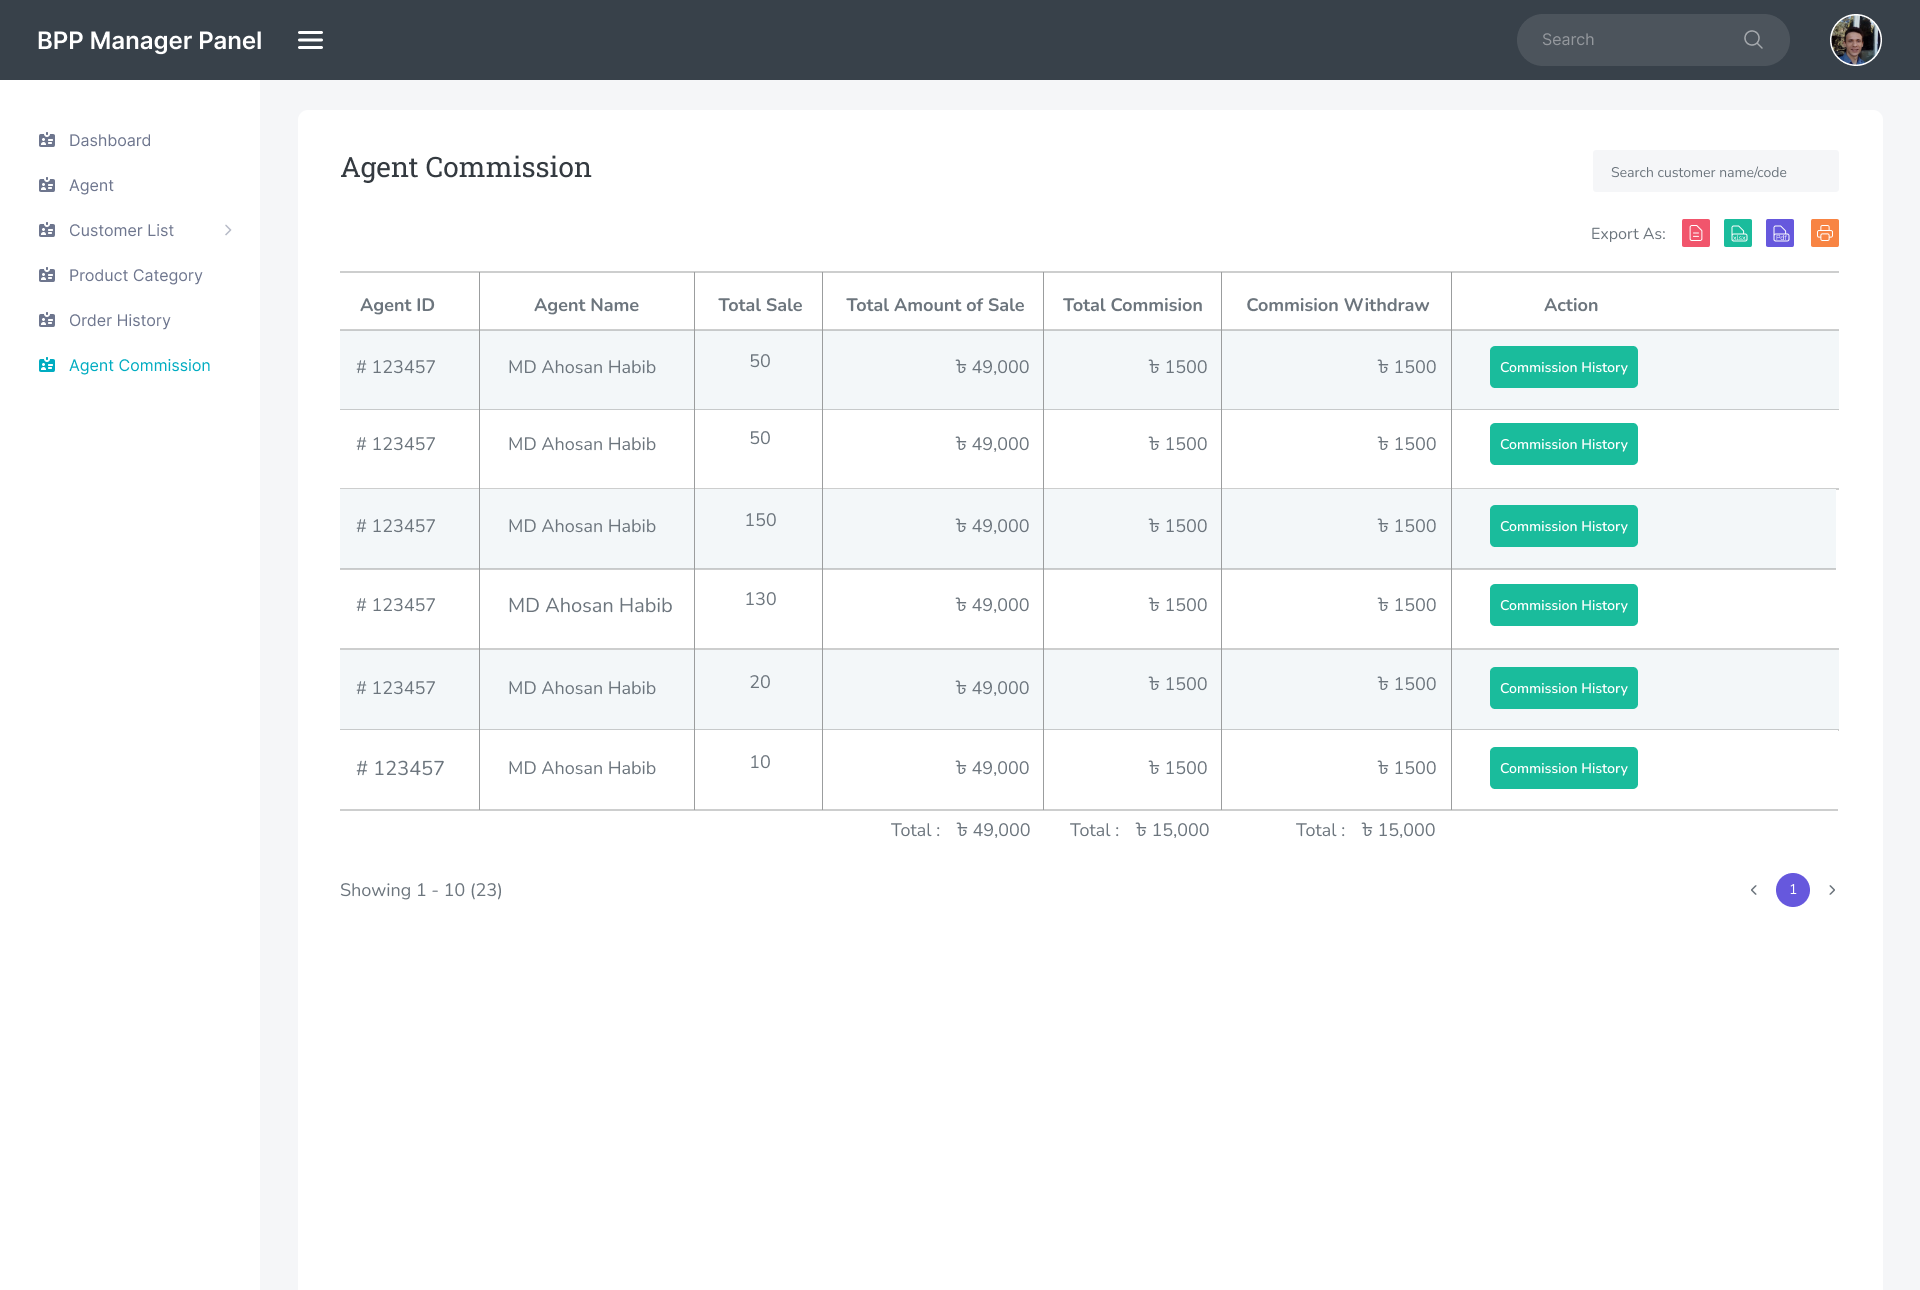 BPP Manager Panel
Search
Dashboard
Agent
Customer List
Product Category
Order History
Agent Commission
Agent Commission
Search customer name/code
Export As:
Agent ID Agent Name Total Sale Total Amount of Sale Total Commision Commision Withdraw Action
# 123457 MD Ahosan Habib 50 ৳ 49,000 ৳ 1500 ৳ 1500 Commission History
# 123457 MD Ahosan Habib 50 ৳ 49,000 ৳ 1500 ৳ 1500 Commission History
# 123457 MD Ahosan Habib 150 ৳ 49,000 ৳ 1500 ৳ 1500 Commission History
# 123457 MD Ahosan Habib 130 ৳ 49,000 ৳ 1500 ৳ 1500 Commission History
# 123457 MD Ahosan Habib 20 ৳ 49,000 ৳ 1500 ৳ 1500 Commission History
# 123457 MD Ahosan Habib 10 ৳ 49,000 ৳ 1500 ৳ 1500 Commission History
Total : ৳ 49,000 Total : ৳ 15,000 Total : ৳ 15,000
Showing 1 - 10 (23)
1